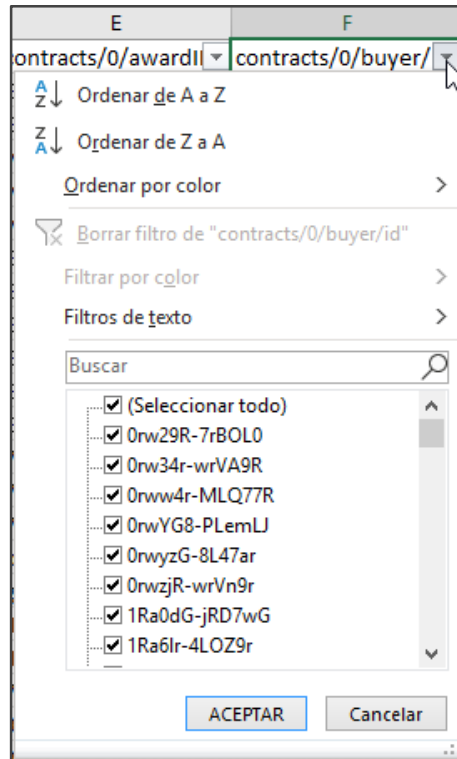 E F
ontracts/0/awardII contracts/0/buyer/
Ordenar de A a Z
Ordenar de Z a A
Ordenar por color
Borrar filtro de "contracts/0/buyer/id"
Filtrar por color
Filtros de texto
Buscar
(Seleccionar todo)
0rw29R-7rBOL0
0rw34r-wrVA9R
0rww4r-MLQ77R
0rwYG8-PLemLJ
0rwyzG-8L47ar
0rwzjR-wrVn9r
1Ra0dG-jRD7wG
1Ra6lr-4LOZ9r
ACEPTAR Cancelar